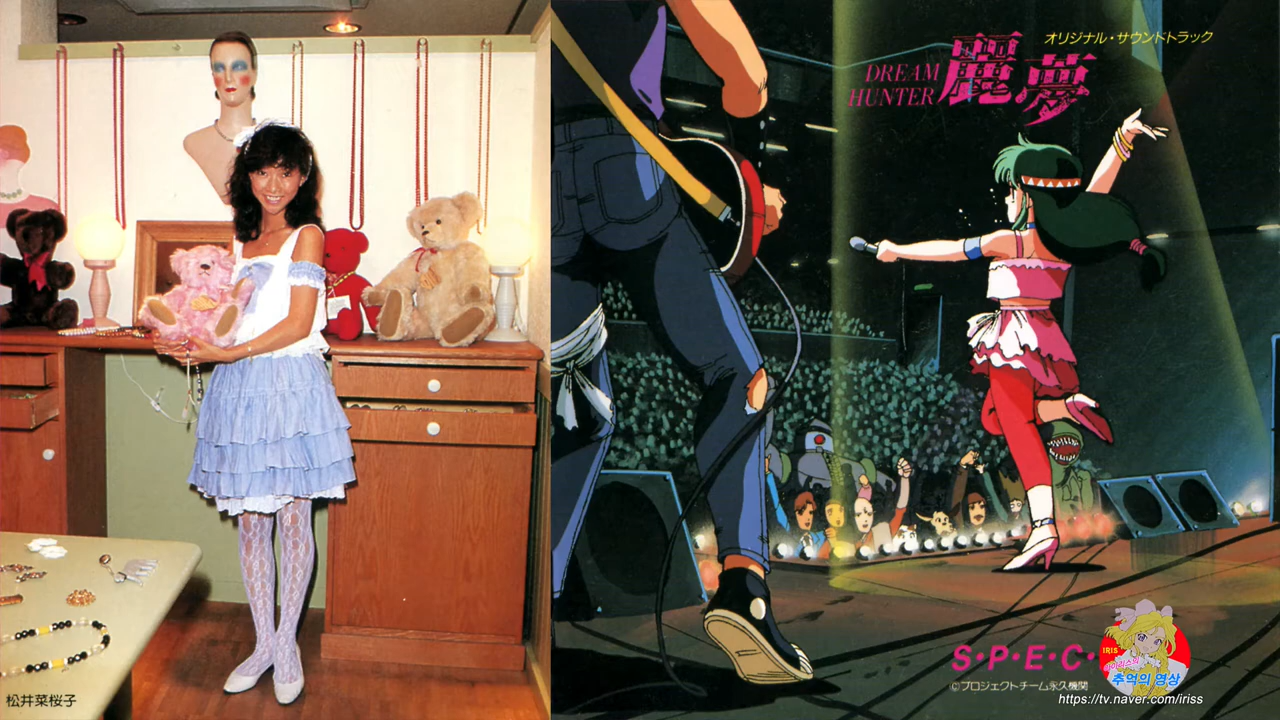 松井菜桜子
オリジナル・サウンドトラック
DREAM
HUNTER
麗夢
S・P・E・C・
©プロジェクトチーム永久機関
IRIS
아이리스의
추억의 영상
https://tv.naver.com/iriss